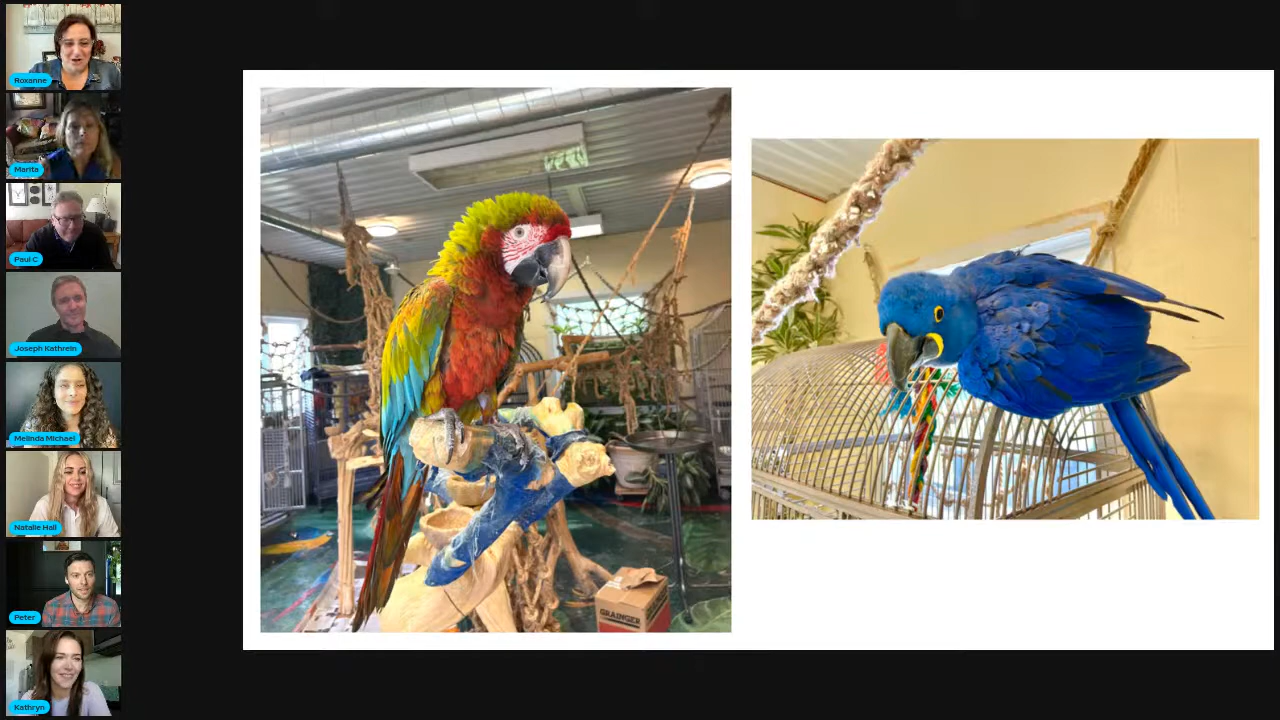 Roxanne
Marita
Paul C
Joseph Kathrein
Melinda Michael
Natalie Hall
Peter
Kathryn
GRAINGER